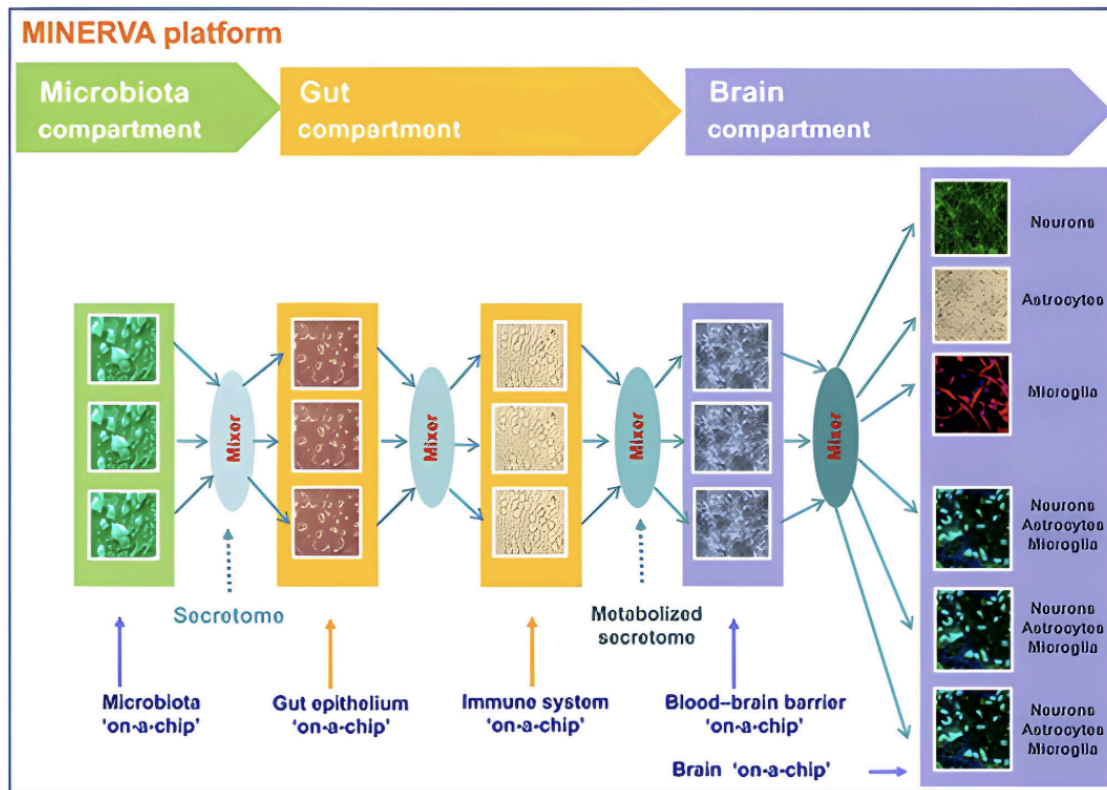 MINERVA platform
Microbiota
compartment
Gut
compartment
Brain
compartment
Neurons
Astrocytes
Microglia
Mixer
Mixer
Mixer
Mixer
Neurons
Astrocytes
Microglia
Neurons
Astrocytes
Microglia
Neurons
Astrocytes
Microglia
Secretome
Metabolized
secretome
Microbiota
'on-a-chip'
Gut epithelium
'on-a-chip'
Immune system
'on-a-chip'
Blood–brain barrier
'on-a-chip'
Brain 'on-a-chip'